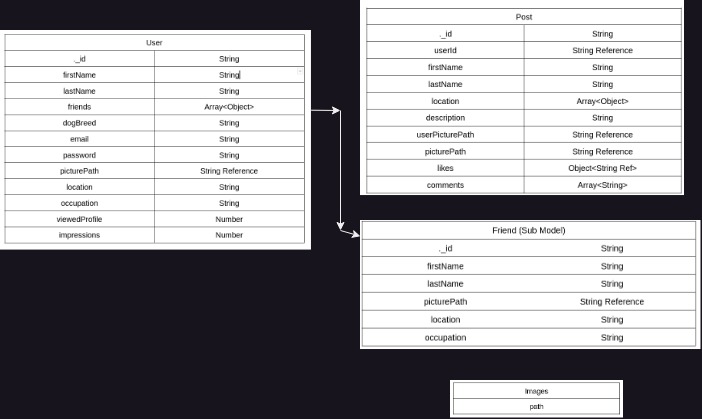 User
._id String
firstName String
lastName String
friends Array<Object>
dogBreed String
email String
password String
picturePath String Reference
location String
occupation String
viewedProfile Number
impressions Number
Post
._id String
userId String Reference
firstName String
lastName String
location Array<Object>
description String
userPicturePath String Reference
picturePath String Reference
likes Object<String Ref>
comments Array<String>
Friend (Sub Model)
._id String
firstName String
lastName String
picturePath String Reference
location String
occupation String
Images
path